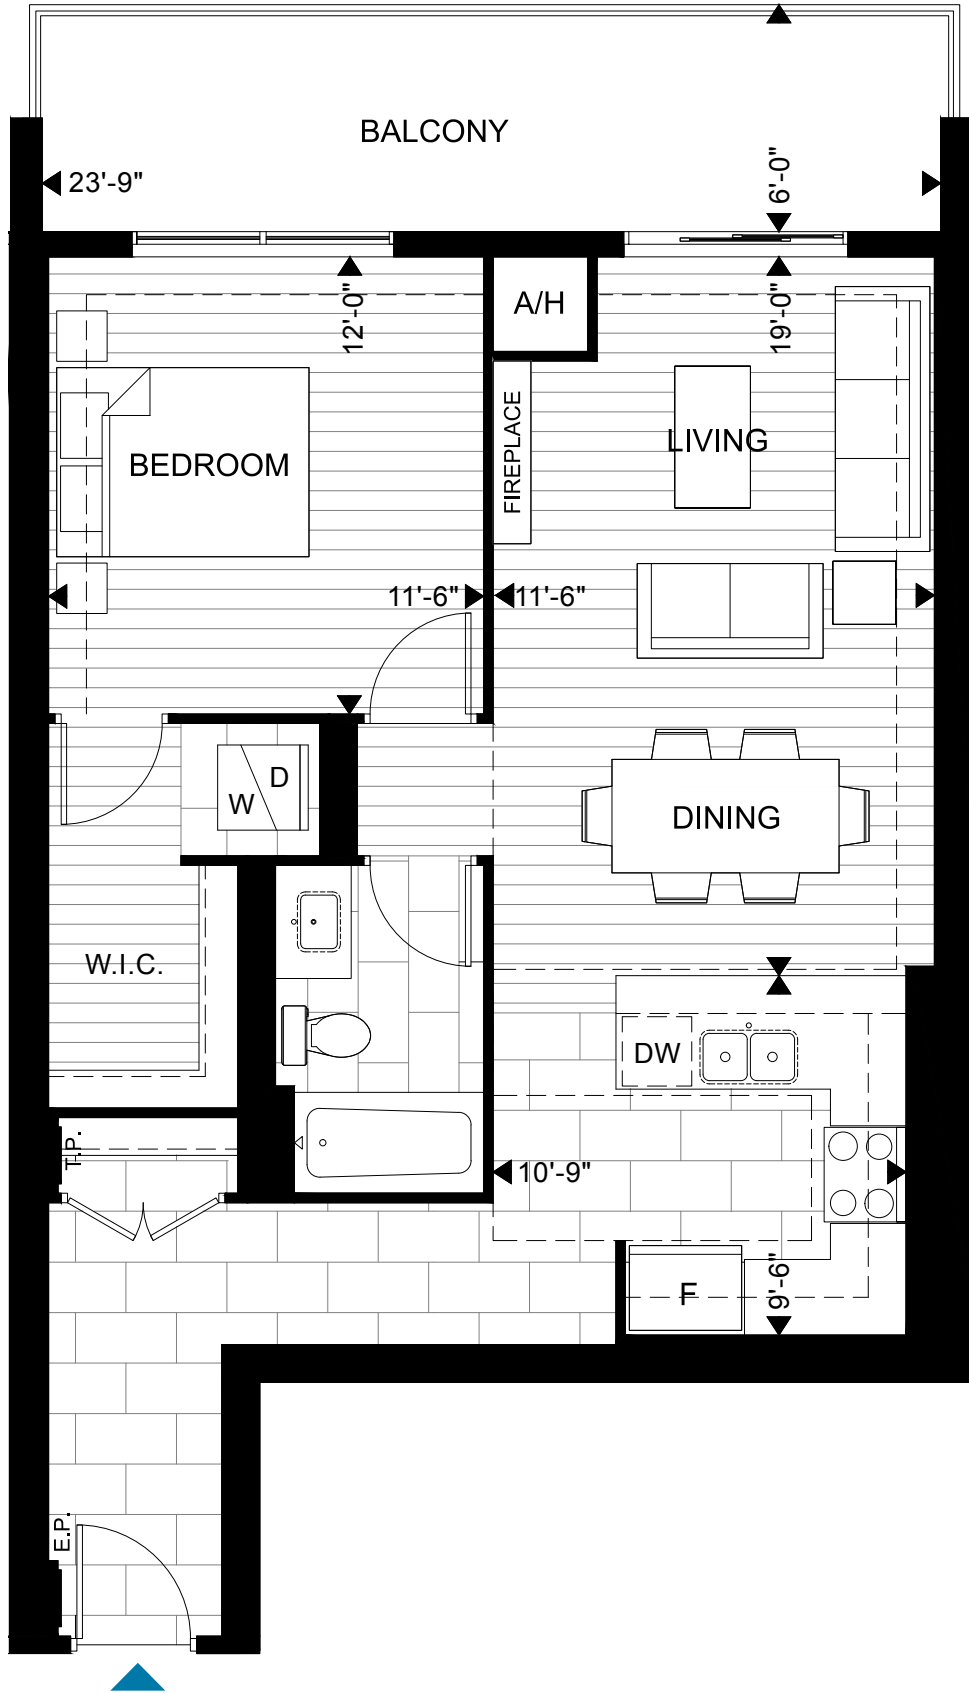 BALCONY
23'-9"
6'-0"
12'-0"
A/H
19'-0"
FIREPLACE
LIVING
BEDROOM
11'-6"
11'-6"
D
W
DINING
W.I.C.
DW
T.P.
10'-9"
F
9'-6"
E.P.